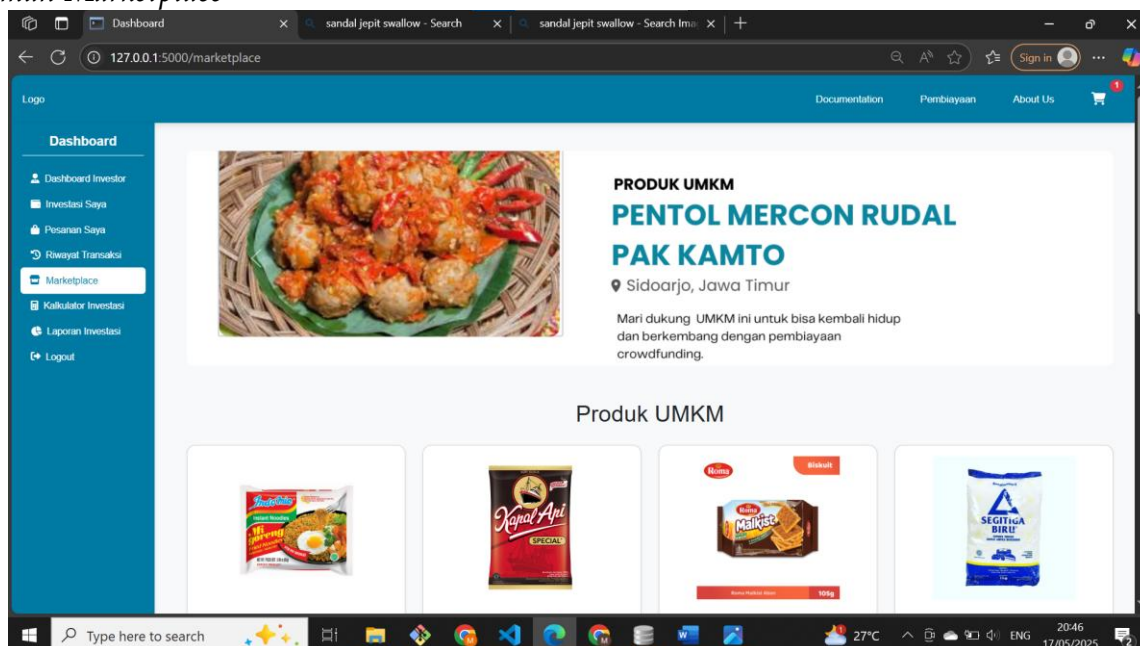 Dashboard
sandal jepit swallow - Search
sandal jepit swallow - Search Ima
127.0.0.1:5000/marketplace
Sign in
Logo
Documentation
Pembiayaan
About Us
1
Dashboard
Dashboard Investor
Investasi Saya
Pesanan Saya
Riwayat Transaksi
Marketplace
Kalkulator Investasi
Laporan Investasi
Logout
PRODUK UMKM
PENTOL MERCON RUDAL
PAK KAMTO
Sidoarjo, Jawa Timur
Mari dukung UMKM ini untuk bisa kembali hidup
dan berkembang dengan pembiayaan
crowdfunding.
Produk UMKM
Indomie
Mi
goreng
Kapal Api
SPECIAL
Roma
Biskuit
Roma
Malkist
105g
SEGITIGA
BIRU
Type here to search
27°C
ENG
20:46
17/05/2025
2